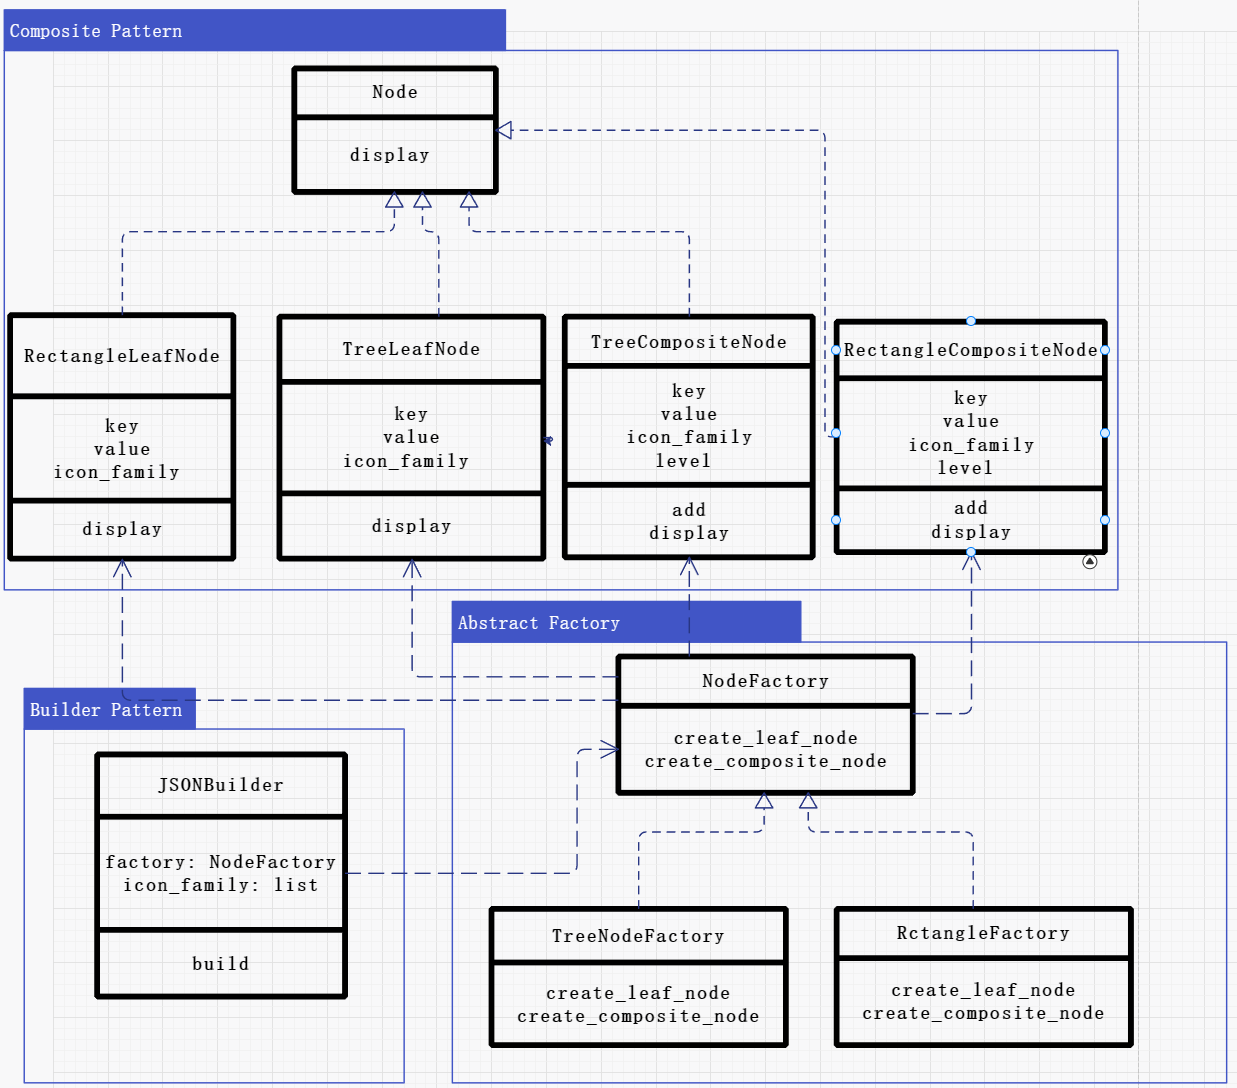 Composite Pattern
Node
display
RectangleLeafNode
key
value
icon_family
display
TreeLeafNode
key
value
icon_family
display
TreeCompositeNode
key
value
icon_family
level
add
display
RectangleCompositeNode
key
value
icon_family
level
add
display
Abstract Factory
NodeFactory
create_leaf_node
create_composite_node
Builder Pattern
JSONBuilder
factory: NodeFactory
icon_family: list
build
TreeNodeFactory
create_leaf_node
create_composite_node
RctangleFactory
create_leaf_node
create_composite_node